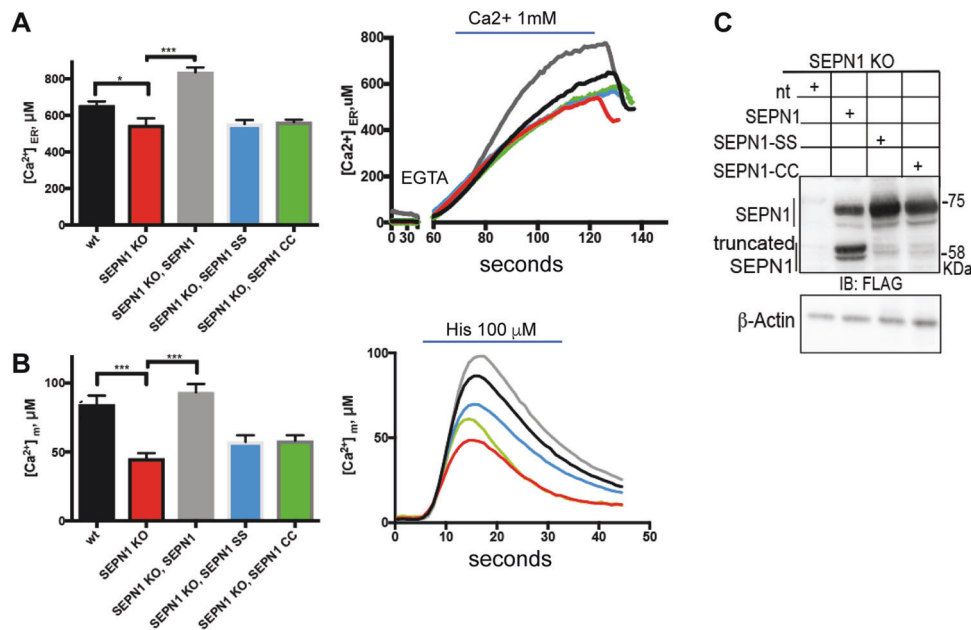 A
[Ca²⁺] ER, µM
800
600
400
200
0
*
***
wt
SEPN1 KO
SEPN1 KO, SEPN1
SEPN1 KO, SEPN1 SS
SEPN1 KO, SEPN1 CC
Ca2+ 1mM
[Ca2+] ER, uM
800
600
400
200
0
EGTA
0 30 60 80 100 120 140
seconds
B
[Ca²⁺] m, µM
100
50
0
***
***
wt
SEPN1 KO
SEPN1 KO, SEPN1
SEPN1 KO, SEPN1 SS
SEPN1 KO, SEPN1 CC
His 100 µM
[Ca²⁺] m, µM
100
50
0
0 10 20 30 40 50
seconds
C
SEPN1 KO
nt +
SEPN1 +
SEPN1-SS +
SEPN1-CC +
SEPN1
-75
truncated
SEPN1
-58
KDa
IB: FLAG
β-Actin